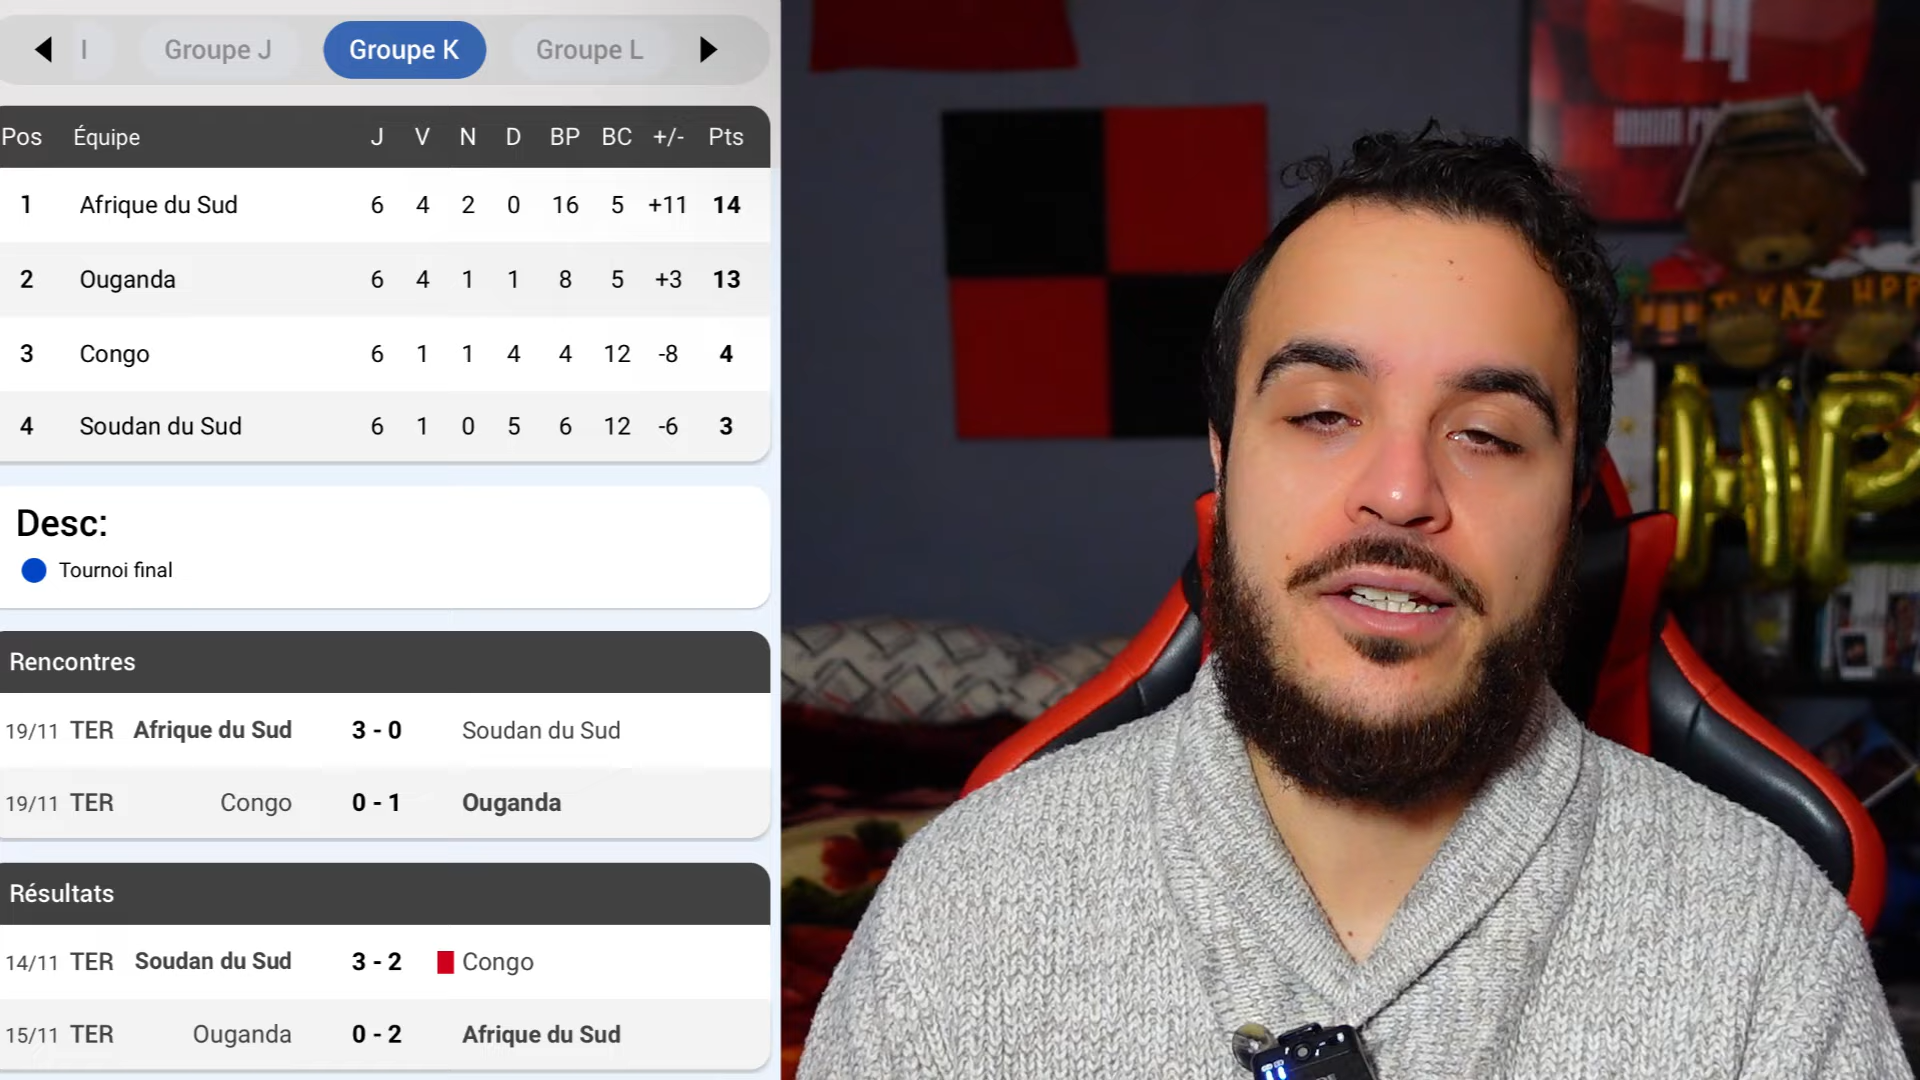 I Groupe J Groupe K Groupe L
Pos Équipe J V N D BP BC +/- Pts
1 Afrique du Sud 6 4 2 0 16 5 +11 14
2 Ouganda 6 4 1 1 8 5 +3 13
3 Congo 6 1 1 4 4 12 -8 4
4 Soudan du Sud 6 1 0 5 6 12 -6 3
Desc:
Tournoi final
Rencontres
19/11 TER Afrique du Sud 3 - 0 Soudan du Sud
19/11 TER Congo 0 - 1 Ouganda
Résultats
14/11 TER Soudan du Sud 3 - 2 Congo
15/11 TER Ouganda 0 - 2 Afrique du Sud
KAZ HPP
HP